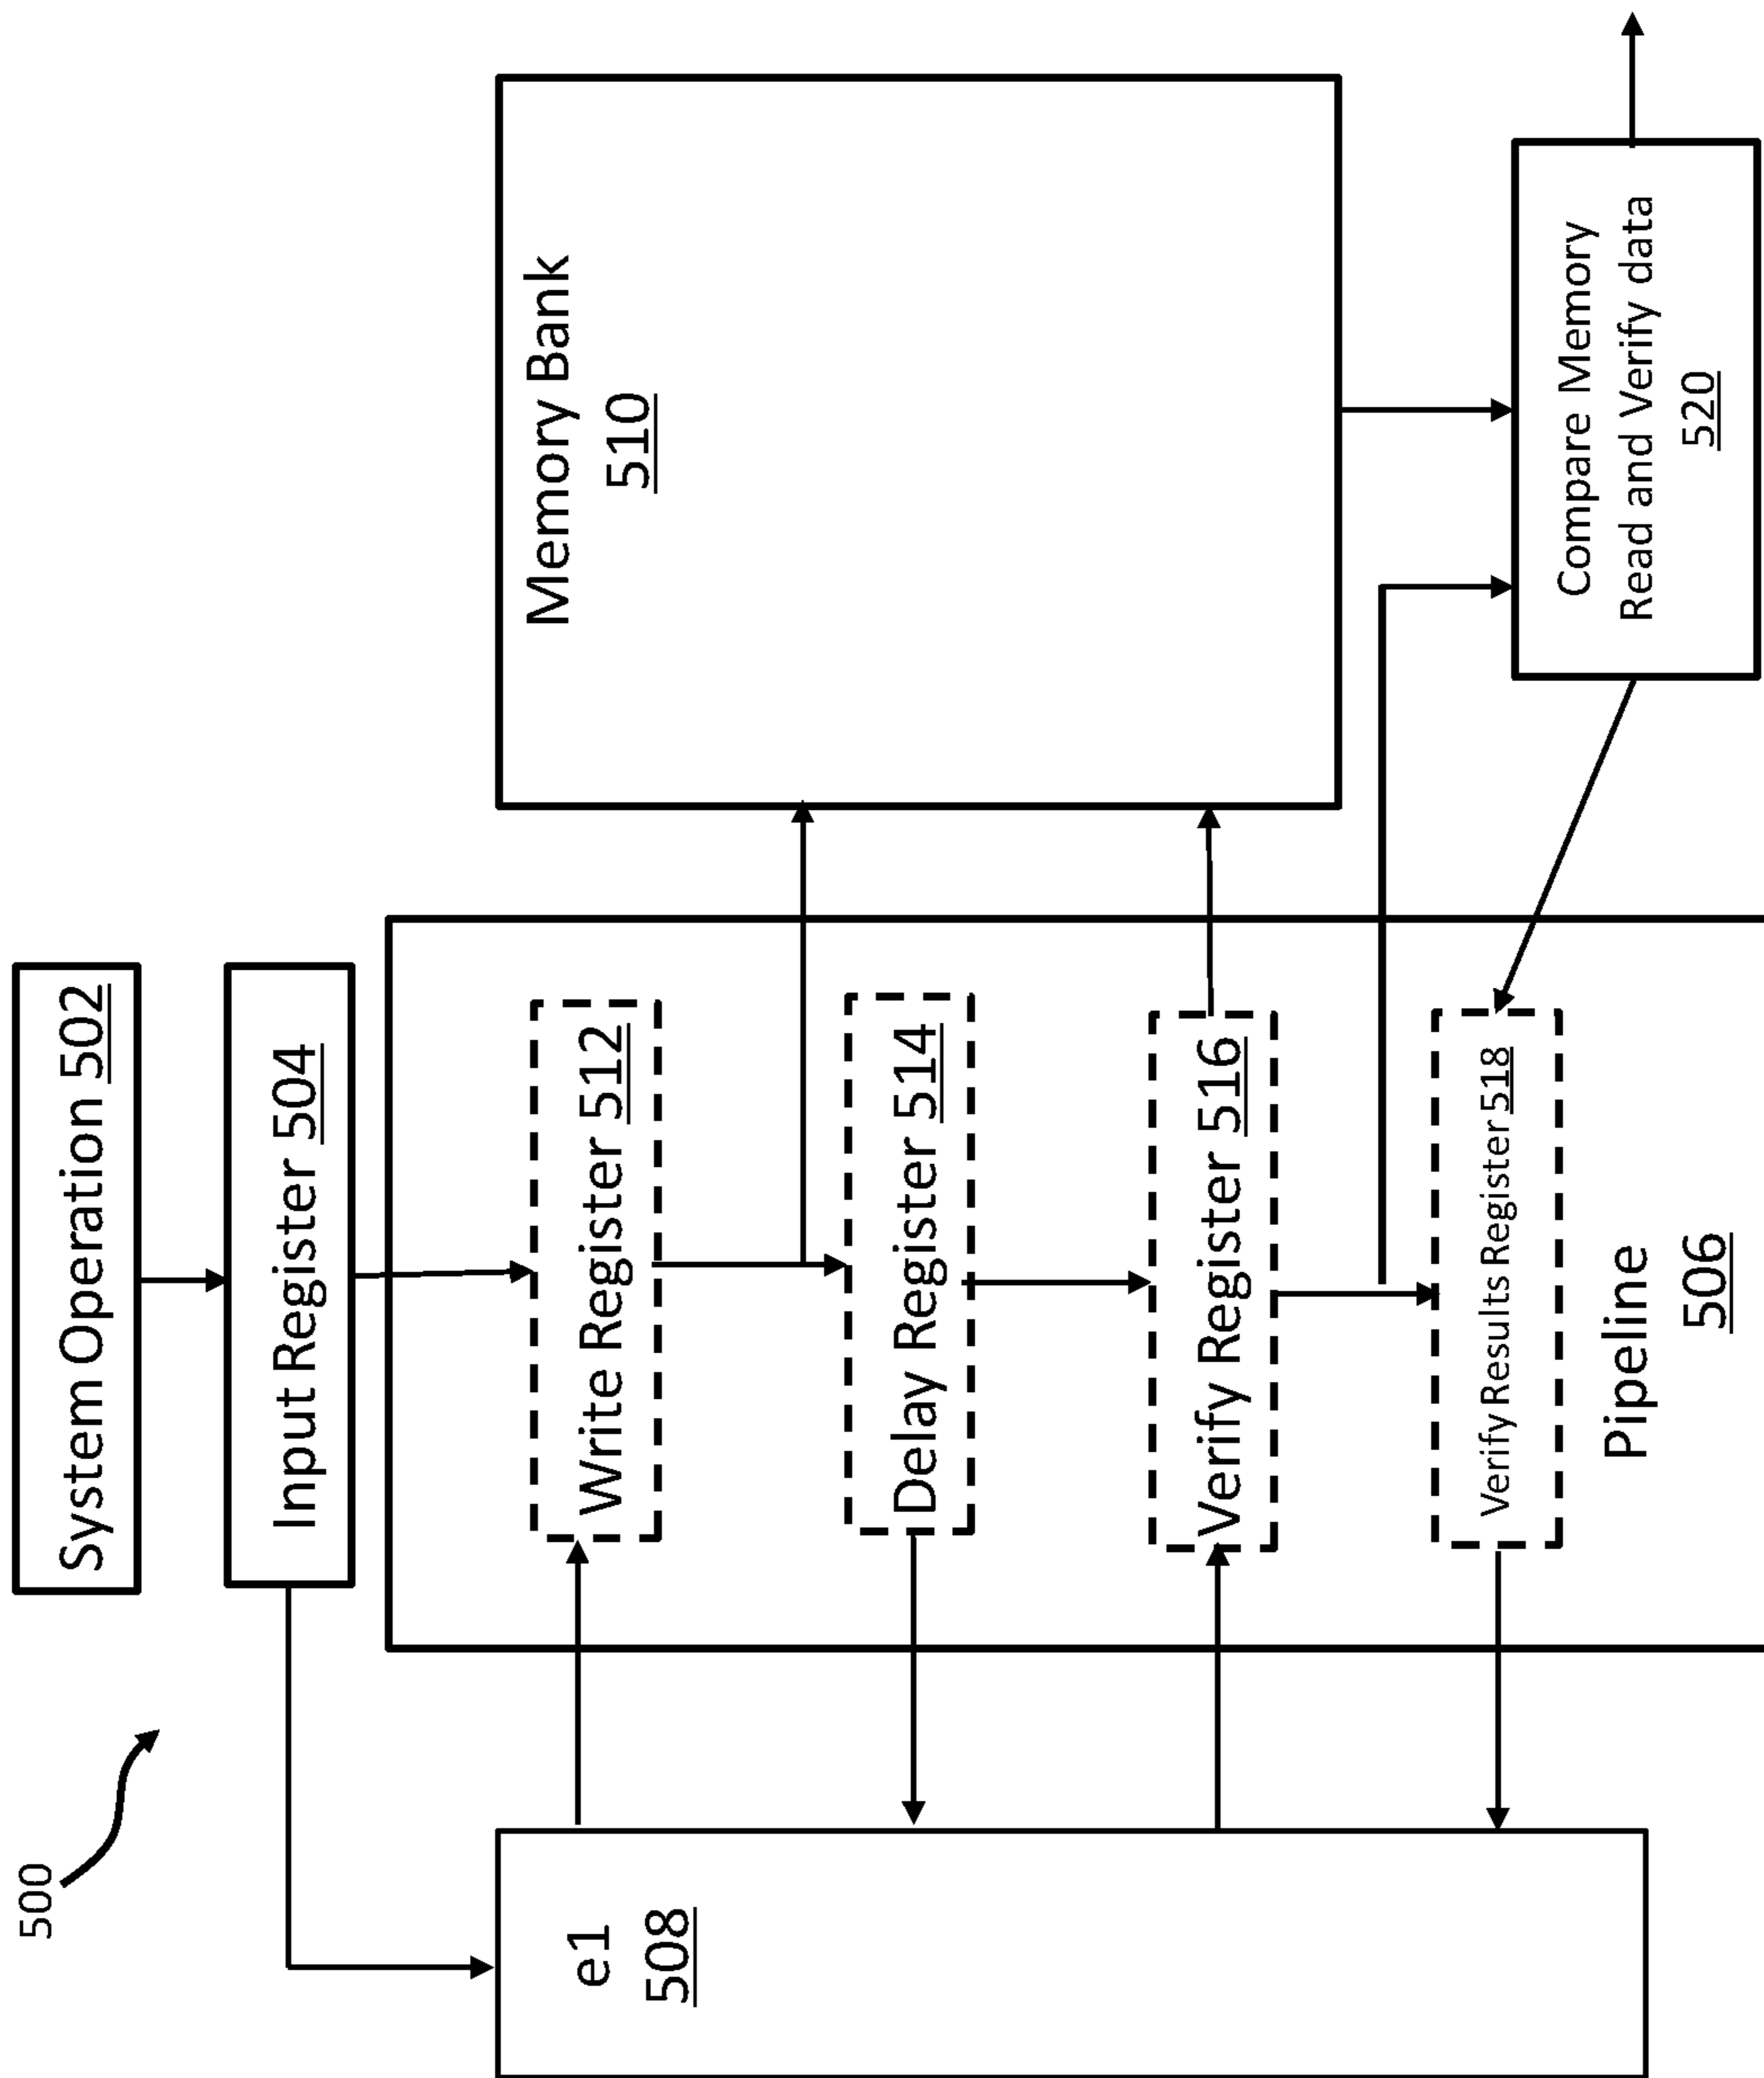 500
System Operation 502
Input Register 504
e1
508
Write Register 512
Delay Register 514
Verify Register 516
Verify Results Register 518
Pipeline
506
Memory Bank
510
Compare Memory
Read and Verify data
520